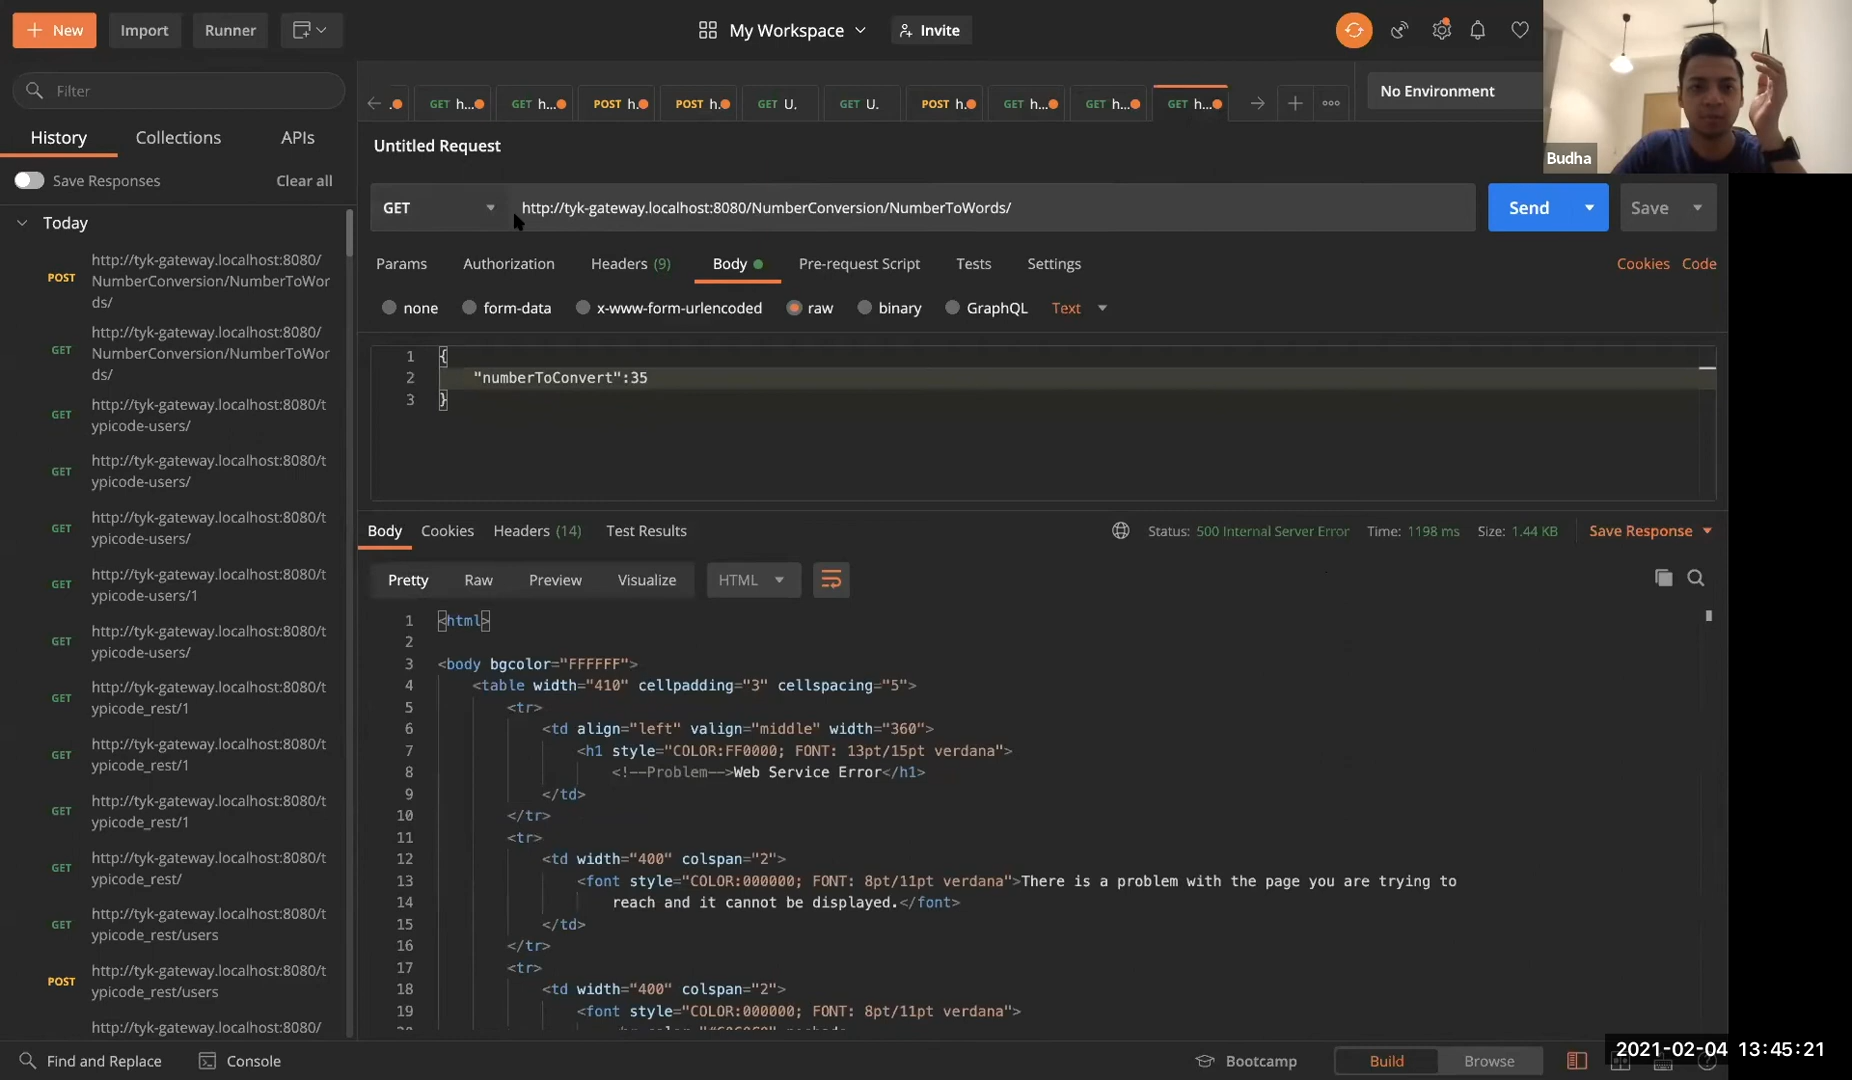 New
Import
Runner
My Workspace
Invite
Filter
History
Collections
APIs
Save Responses
Clear all
Today
POST
http://tyk-gateway.localhost:8080/
NumberConversion/NumberToWor
ds/
GET
http://tyk-gateway.localhost:8080/
NumberConversion/NumberToWor
ds/
GET
http://tyk-gateway.localhost:8080/t
ypicode-users/
GET
http://tyk-gateway.localhost:8080/t
ypicode-users/
GET
http://tyk-gateway.localhost:8080/t
ypicode-users/
GET
http://tyk-gateway.localhost:8080/t
ypicode-users/1
GET
http://tyk-gateway.localhost:8080/t
ypicode-users/
GET
http://tyk-gateway.localhost:8080/t
ypicode_rest/1
GET
http://tyk-gateway.localhost:8080/t
ypicode_rest/1
GET
http://tyk-gateway.localhost:8080/t
ypicode_rest/1
GET
http://tyk-gateway.localhost:8080/t
ypicode_rest/
GET
http://tyk-gateway.localhost:8080/t
ypicode_rest/users
POST
http://tyk-gateway.localhost:8080/t
ypicode_rest/users
http://tyk-gateway.localhost:8080/
GET h... GET h... POST h. POST h. GET U. GET U. POST h. GET h... GET h... GET h...
No Environment
Budha
Untitled Request
GET
http://tyk-gateway.localhost:8080/NumberConversion/NumberToWords/
Send
Save
Params
Authorization
Headers (9)
Body
Pre-request Script
Tests
Settings
Cookies
Code
none
form-data
x-www-form-urlencoded
raw
binary
GraphQL
Text
1 {
2 "numberToConvert":35
3 }
Body
Cookies
Headers (14)
Test Results
Status: 500 Internal Server Error
Time: 1198 ms
Size: 1.44 KB
Save Response
Pretty
Raw
Preview
Visualize
HTML
1 <html>
2
3 <body bgcolor="FFFFFF">
4 <table width="410" cellpadding="3" cellspacing="5">
5 <tr>
6 <td align="left" valign="middle" width="360">
7 <h1 style="COLOR:FF0000; FONT: 13pt/15pt verdana">
8 <!--Problem-->Web Service Error</h1>
9 </td>
10 </tr>
11 <tr>
12 <td width="400" colspan="2">
13 <font style="COLOR:000000; FONT: 8pt/11pt verdana">There is a problem with the page you are trying to
14 reach and it cannot be displayed.</font>
15 </td>
16 </tr>
17 <tr>
18 <td width="400" colspan="2">
19 <font style="COLOR:000000; FONT: 8pt/11pt verdana">
Find and Replace
Console
Bootcamp
Build
Browse
2021-02-04 13:45:21